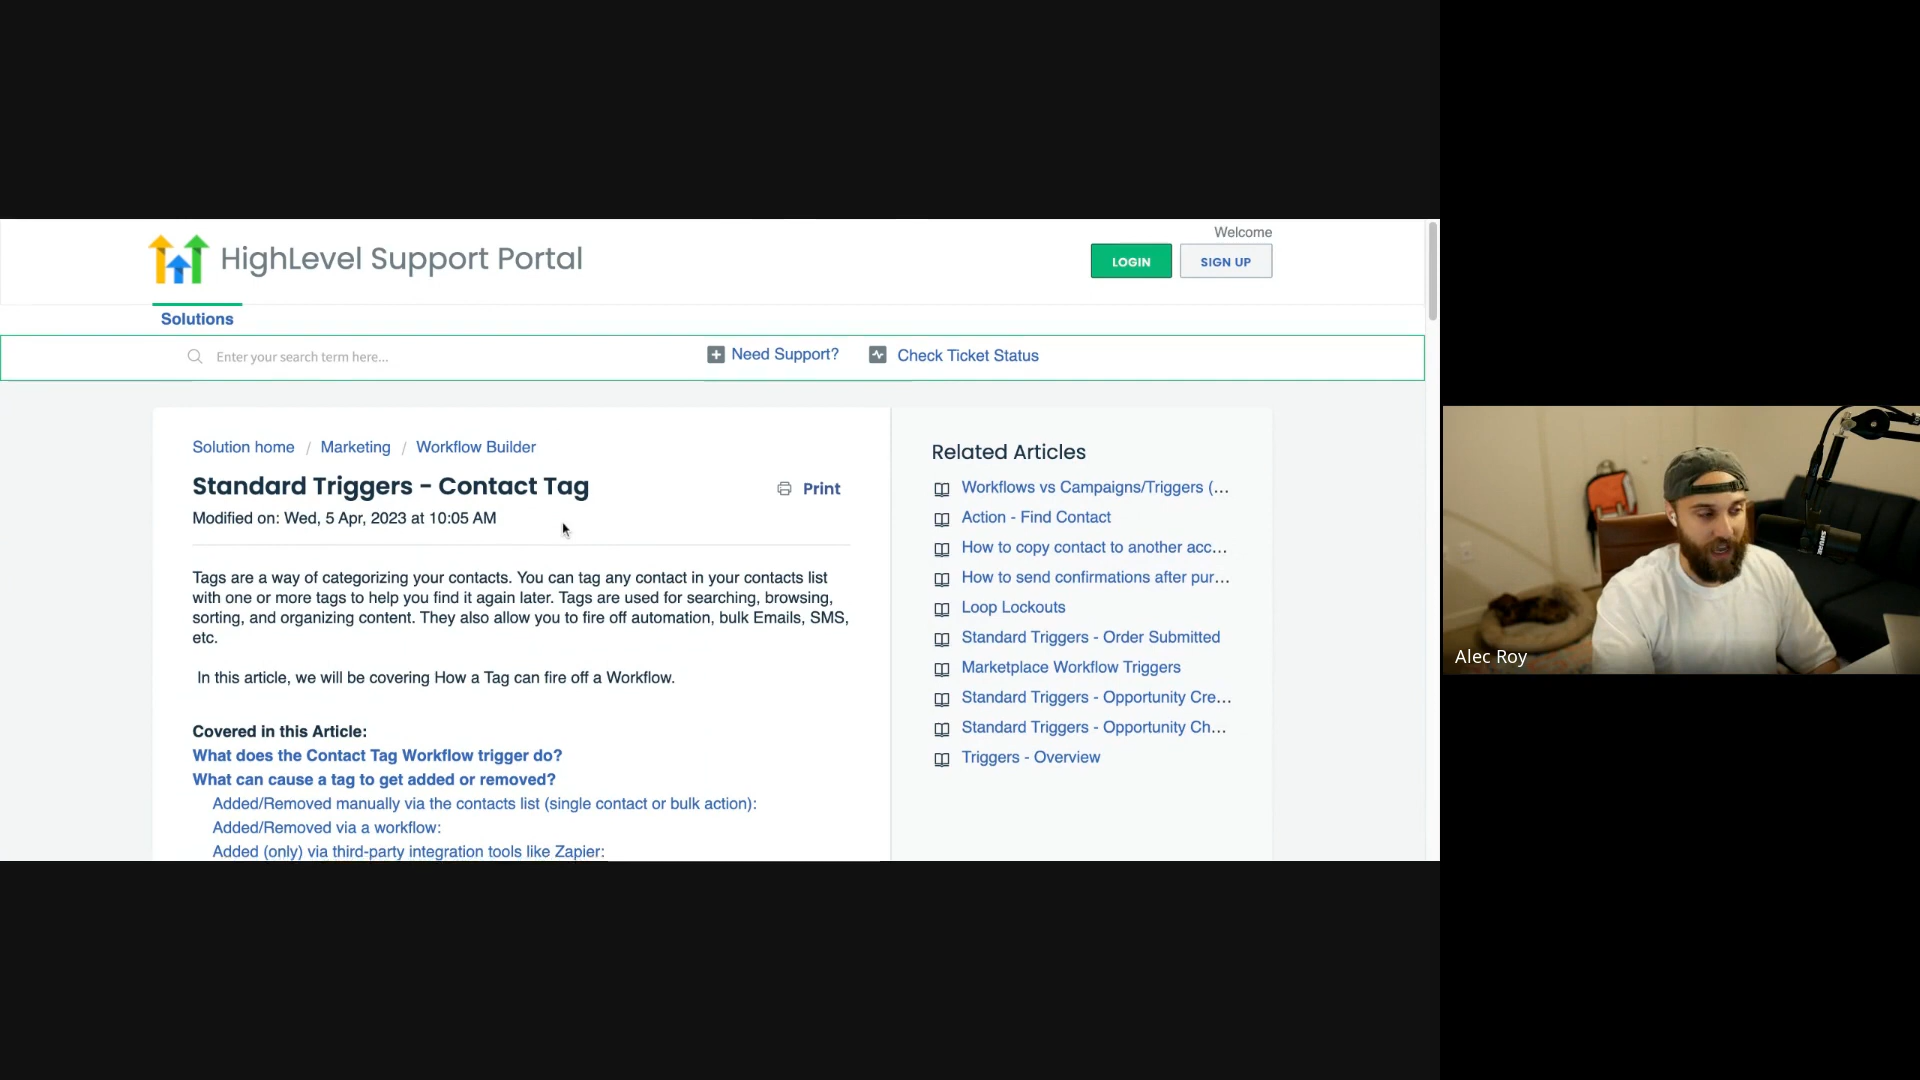 HighLevel Support Portal
Welcome
LOGIN
SIGN UP
Solutions
Enter your search term here...
Need Support?
Check Ticket Status
Solution home / Marketing / Workflow Builder
Standard Triggers - Contact Tag
Print
Modified on: Wed, 5 Apr, 2023 at 10:05 AM
Tags are a way of categorizing your contacts. You can tag any contact in your contacts list
with one or more tags to help you find it again later. Tags are used for searching, browsing,
sorting, and organizing content. They also allow you to fire off automation, bulk Emails, SMS,
etc.
In this article, we will be covering How a Tag can fire off a Workflow.
Covered in this Article:
What does the Contact Tag Workflow trigger do?
What can cause a tag to get added or removed?
Added/Removed manually via the contacts list (single contact or bulk action):
Added/Removed via a workflow:
Added (only) via third-party integration tools like Zapier:
Related Articles
Workflows vs Campaigns/Triggers (...
Action - Find Contact
How to copy contact to another acc...
How to send confirmations after pur...
Loop Lockouts
Standard Triggers - Order Submitted
Marketplace Workflow Triggers
Standard Triggers - Opportunity Cre...
Standard Triggers - Opportunity Ch...
Triggers - Overview
SHURE
Alec Roy